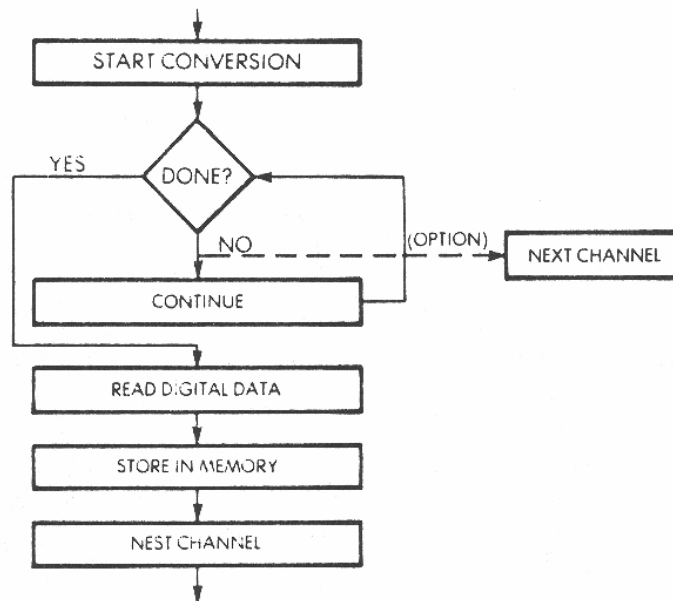 START CONVERSION
YES
DONE?
NO
(OPTION)
NEXT CHANNEL
CONTINUE
READ DIGITAL DATA
STORE IN MEMORY
NEST CHANNEL